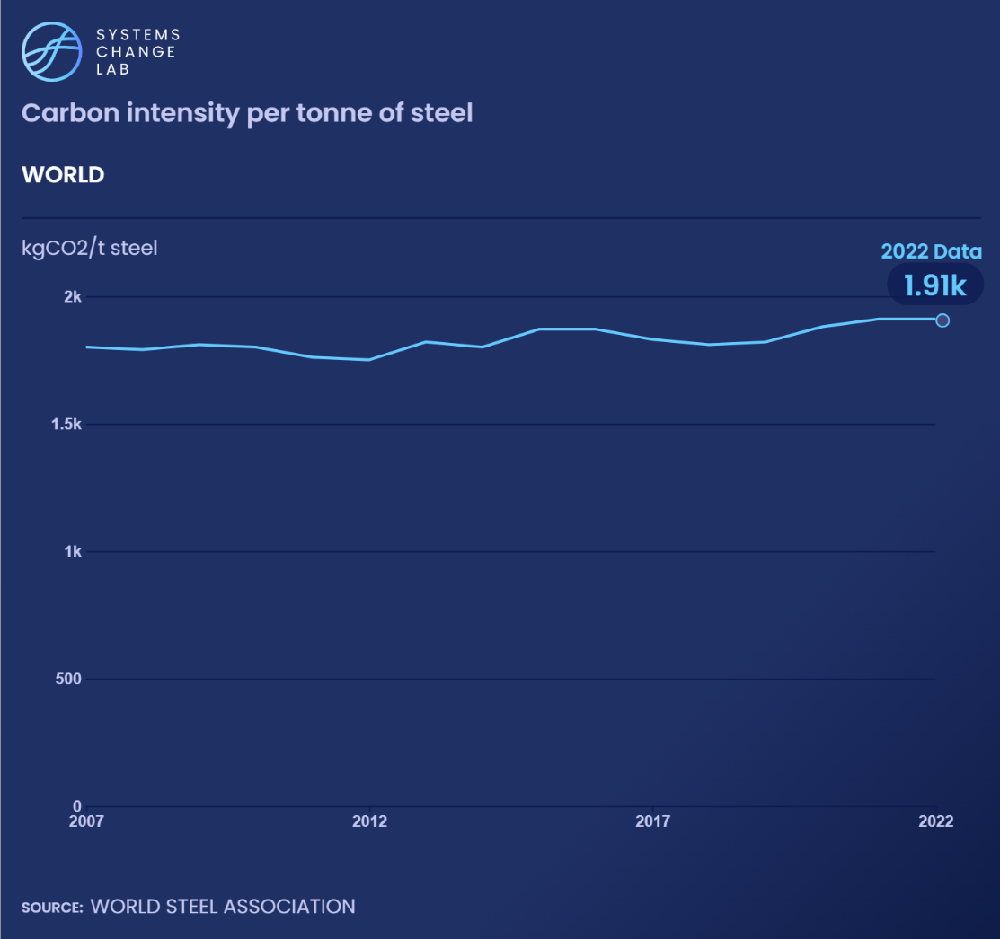 SYSTEMS
CHANGE
LAB
Carbon intensity per tonne of steel
WORLD
kgCO2/t steel
2022 Data
1.91k
2k
1.5k
1k
500
0
2007
2012
2017
2022
SOURCE: WORLD STEEL ASSOCIATION